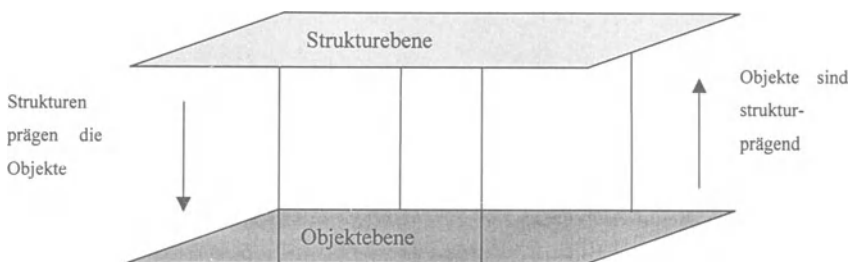 Strukturebene
Strukturen
prägen die
Objekte
Objekte sind
struktur-
prägend
Objektebene